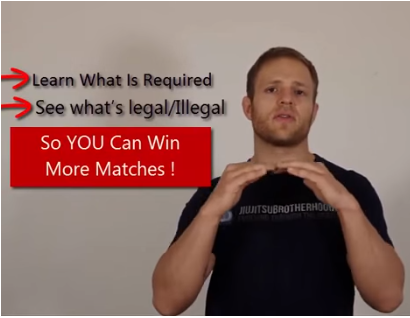 Learn What Is Required
See what's legal/Illegal
So YOU Can Win
More Matches !
JIUJITSUBROTHERHOOD